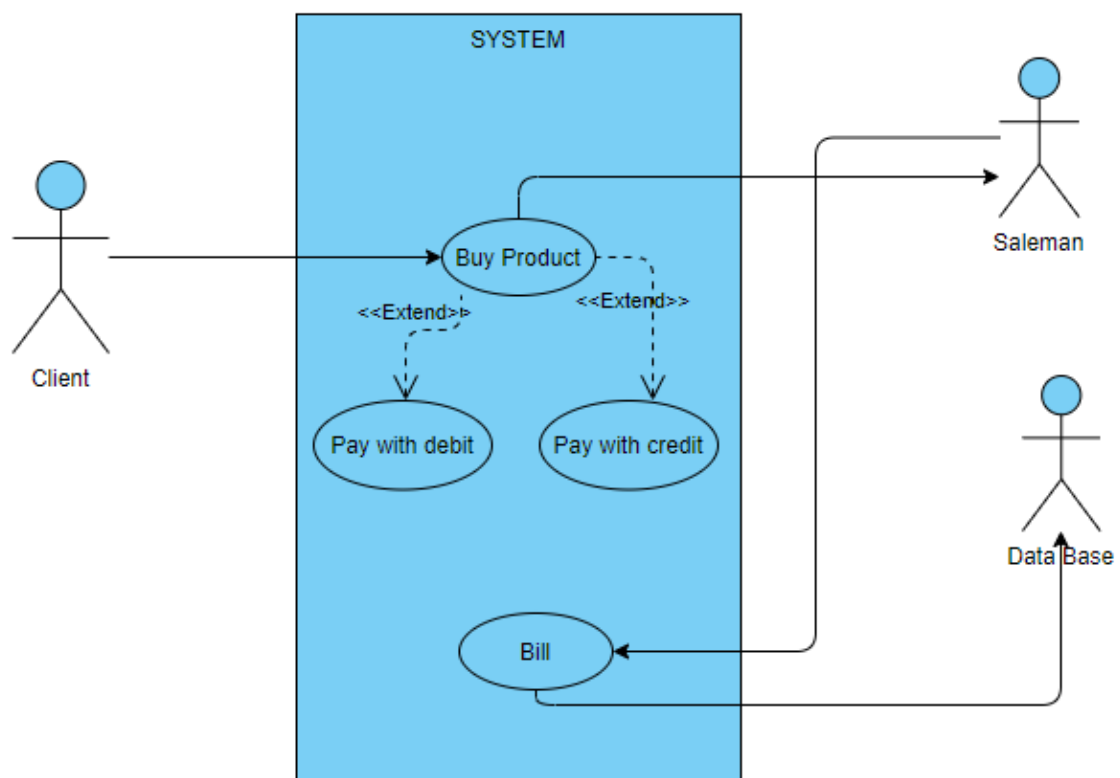 SYSTEM
Saleman
Buy Product
<<Extend>>
<<Extend>>
Client
Pay with debit
Pay with credit
Data Base
Bill